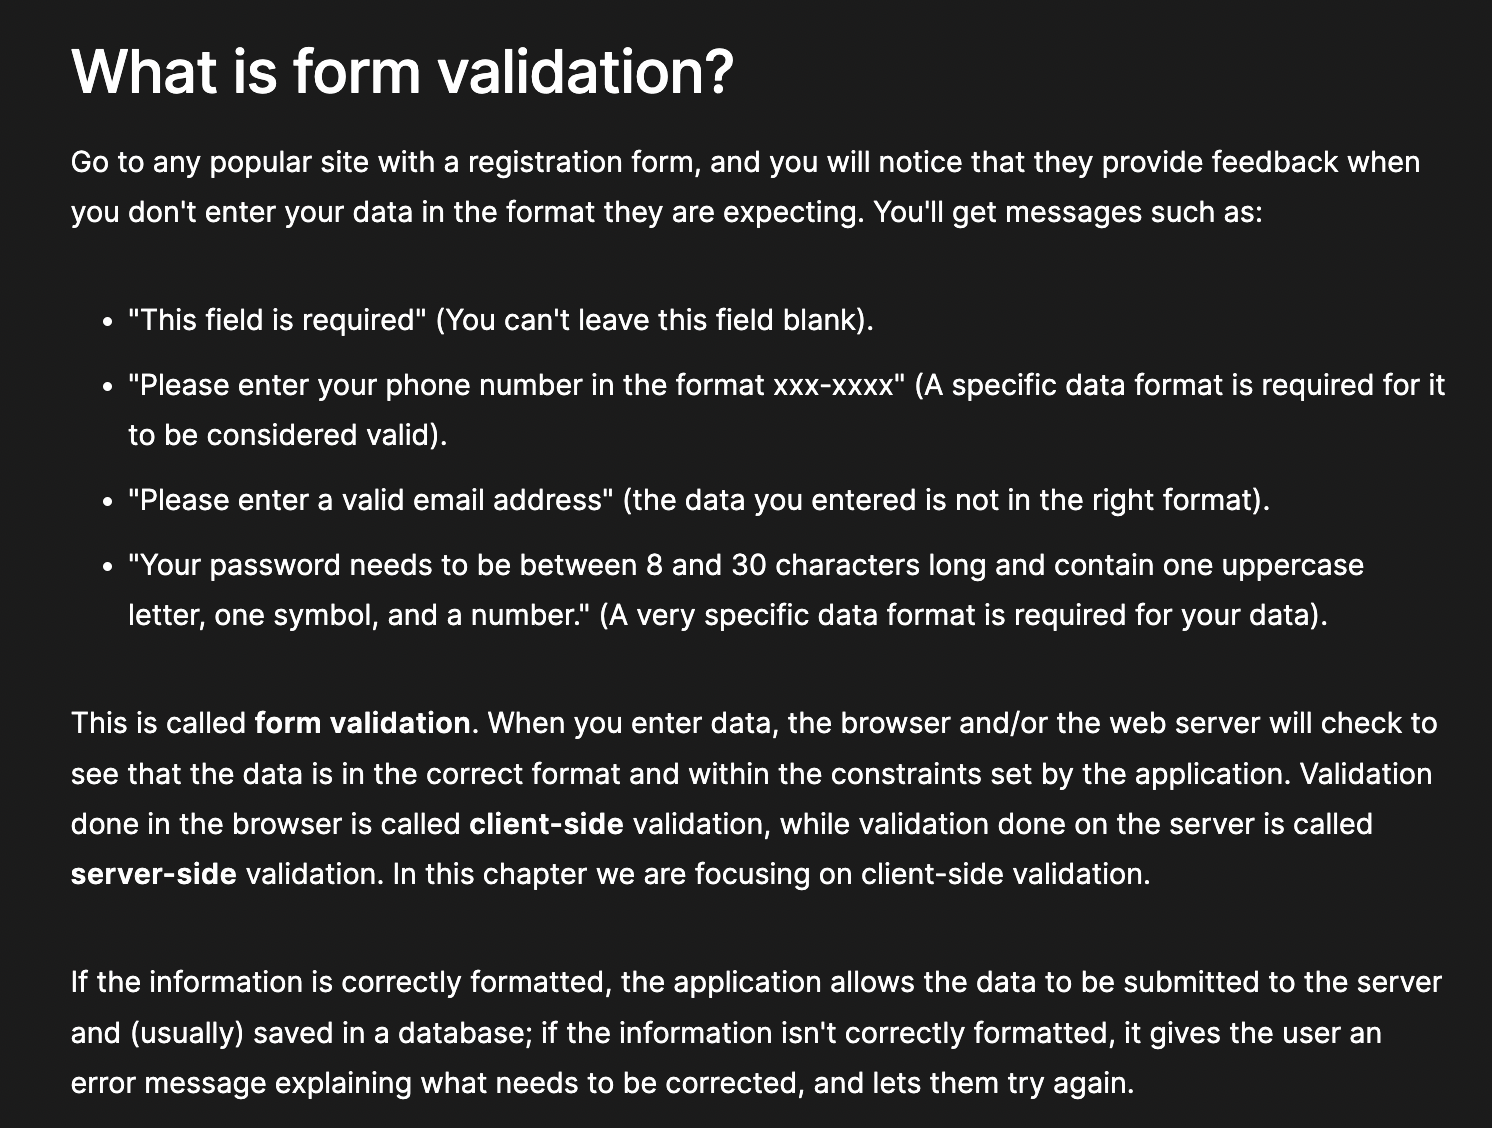 What is form validation?
Go to any popular site with a registration form, and you will notice that they provide feedback when
you don't enter your data in the format they are expecting. You'll get messages such as:
• "This field is required" (You can't leave this field blank).
• "Please enter your phone number in the format xxx-xxxx" (A specific data format is required for it
to be considered valid).
• "Please enter a valid email address" (the data you entered is not in the right format).
• "Your password needs to be between 8 and 30 characters long and contain one uppercase
letter, one symbol, and a number." (A very specific data format is required for your data).
This is called form validation. When you enter data, the browser and/or the web server will check to
see that the data is in the correct format and within the constraints set by the application. Validation
done in the browser is called client-side validation, while validation done on the server is called
server-side validation. In this chapter we are focusing on client-side validation.
If the information is correctly formatted, the application allows the data to be submitted to the server
and (usually) saved in a database; if the information isn't correctly formatted, it gives the user an
error message explaining what needs to be corrected, and lets them try again.